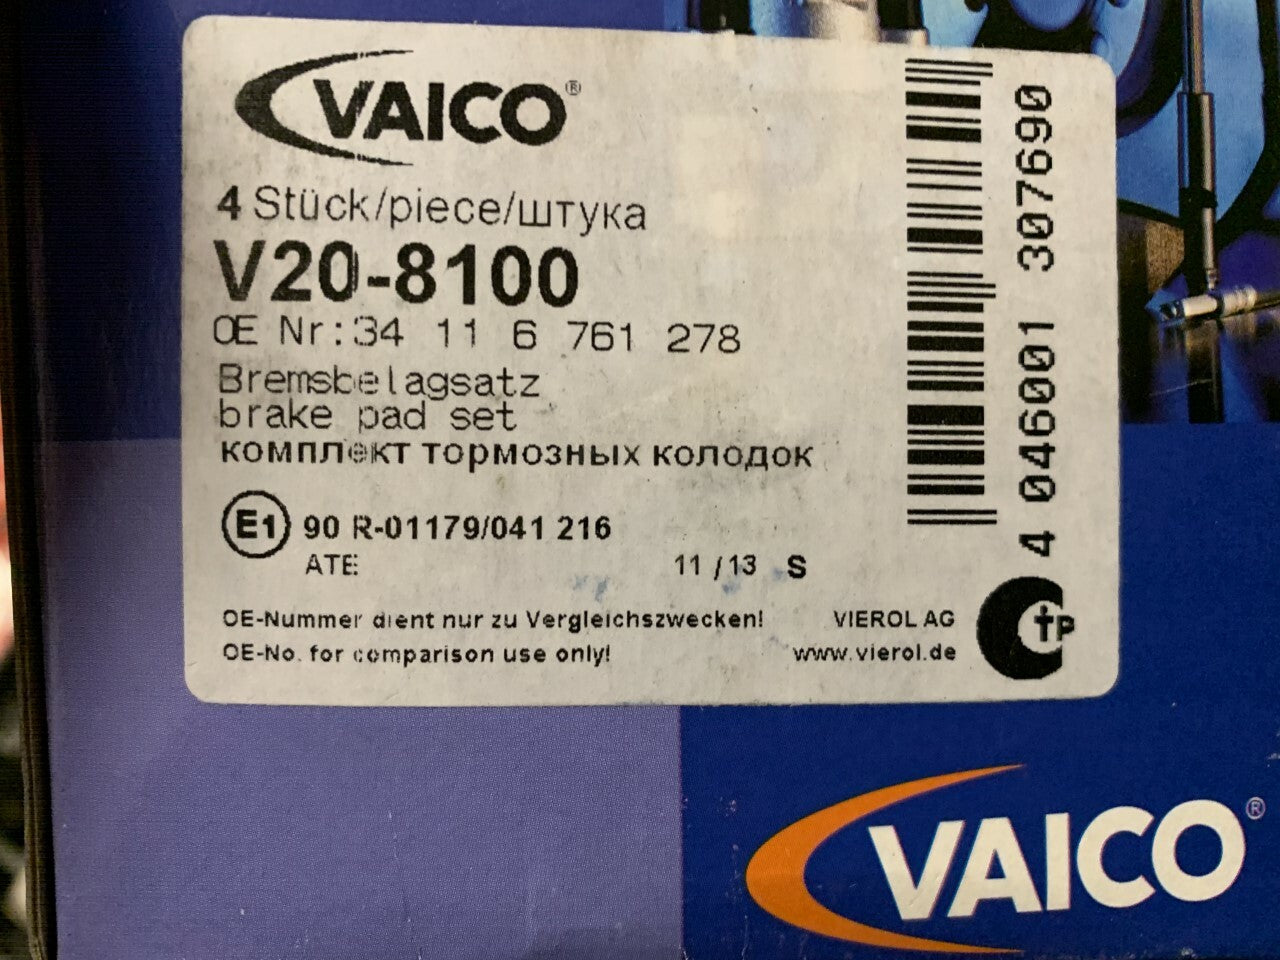 VAICO®
4 Stück/piece/штука
V20-8100
OE Nr:34 11 6 761 278
Bremsbelagsatz
brake pad set
комплект тормозных колодок
E1 90 R-01179/041 216
ATE
11/13 S
OE-Nummer dient nur zu Vergleichszwecken!
OE-No. for comparison use only!
VIEROL AG
www.vierol.de
4 046001 307690
VAICO®